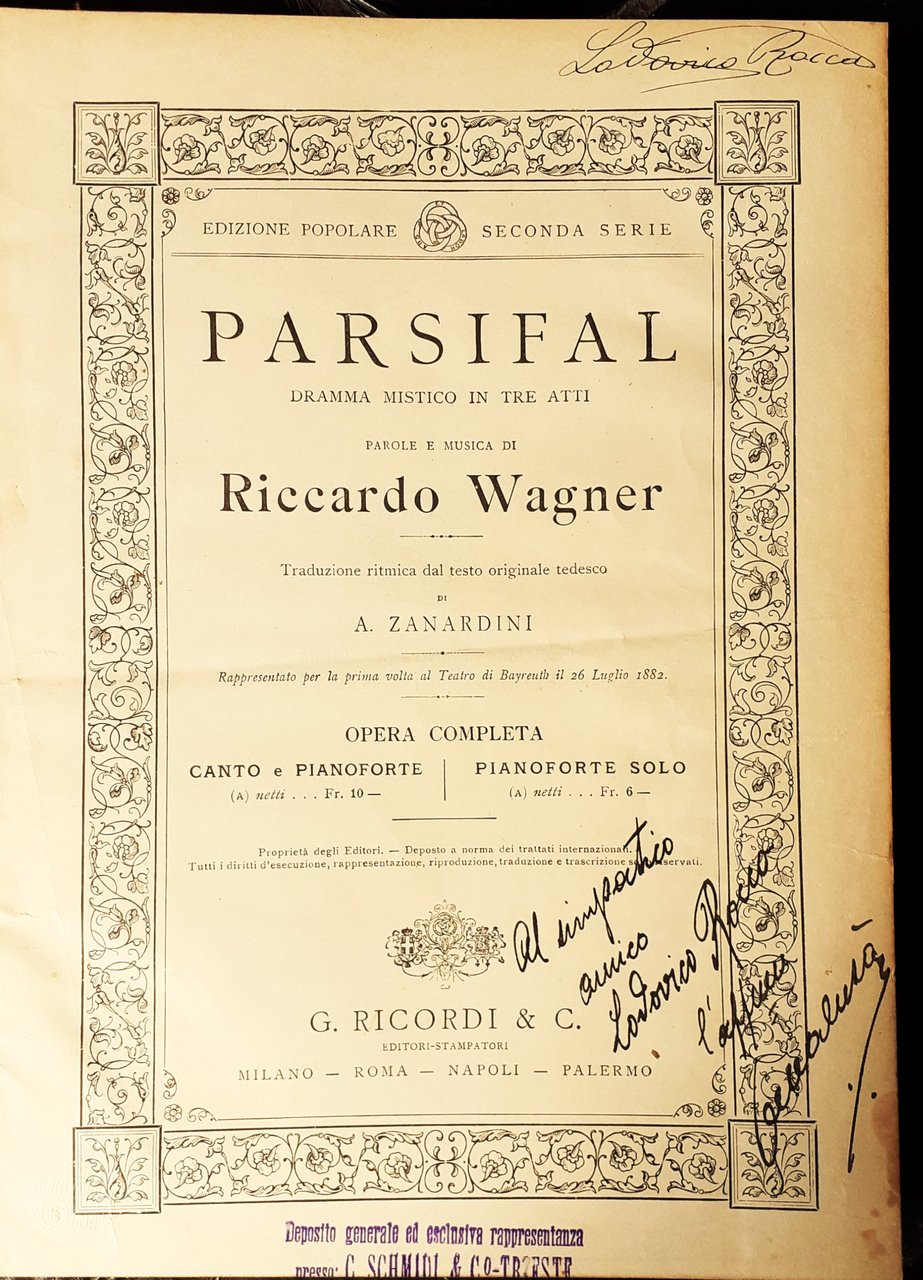 Lodovico Rocca
EDIZIONE POPOLARE SECONDA SERIE
PARSIFAL
DRAMMA MISTICO IN TRE ATTI
PAROLE E MUSICA DI
Riccardo Wagner
Traduzione ritmica dal testo originale tedesco
DI
A. ZANARDINI
Rappresentato per la prima volta al Teatro di Bayreuth il 26 Luglio 1882.
OPERA COMPLETA
CANTO e PIANOFORTE
(A) netti . . . Fr. 10 —
PIANOFORTE SOLO
(A) netti . . . Fr. 6 —
Proprietà degli Editori. — Deposto a norma dei trattati internazionali.
Tutti i diritti d'esecuzione, rappresentazione, riproduzione, traduzione e trascrizione sono riservati.
Al simpatico
amico
Lodovico Rocca
G. RICORDI & C.
EDITORI-STAMPATORI
MILANO — ROMA — NAPOLI — PALERMO
Deposito generale ed esclusiva rappresentanza
presso: C. SCHMIDL & Co-TRIESTE